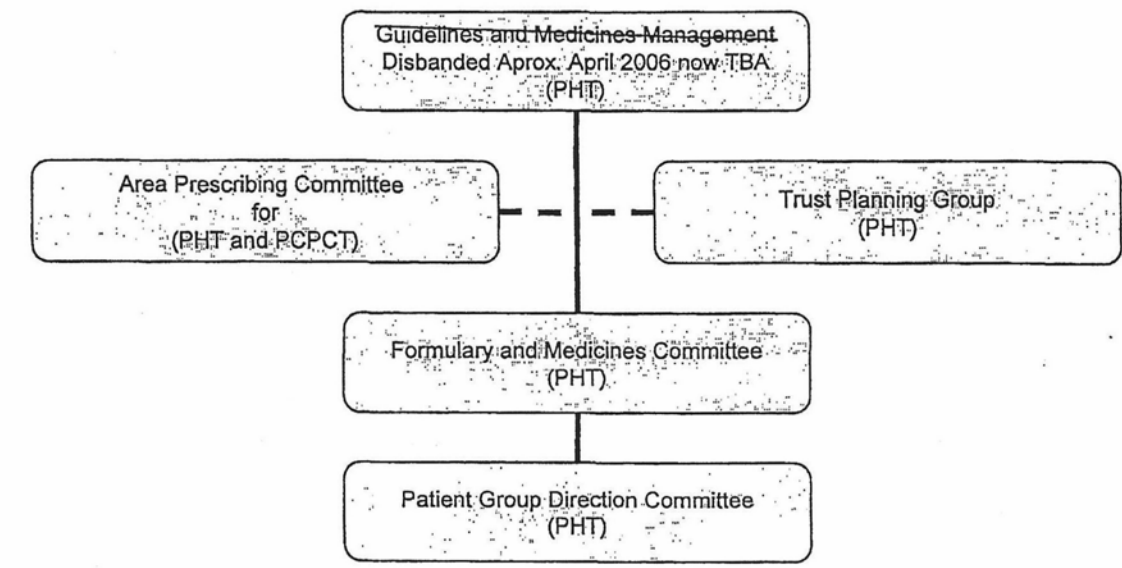 Guidelines and Medicines Management
Disbanded Aprox. April 2006 now TBA
(PHT)
Area Prescribing Committee
for
(PHT and PCPCT)
Trust Planning Group
(PHT)
Formulary and Medicines Committee
(PHT)
Patient Group Direction Committee
(PHT)